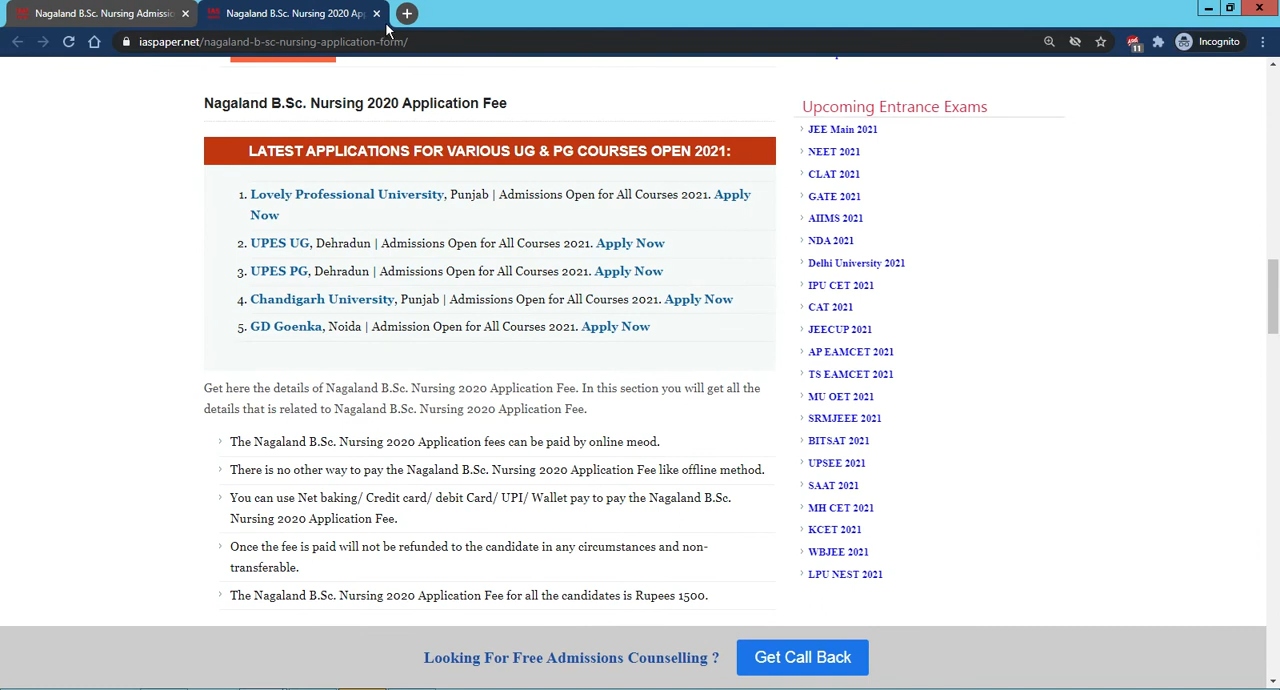 Nagaland B.Sc. Nursing Admissio
Nagaland B.Sc. Nursing 2020 Ap
iaspaper.net/nagaland-b-sc-nursing-application-form/
11
Incognito
Nagaland B.Sc. Nursing 2020 Application Fee
LATEST APPLICATIONS FOR VARIOUS UG & PG COURSES OPEN 2021:
1. Lovely Professional University, Punjab | Admissions Open for All Courses 2021. Apply
Now
2. UPES UG, Dehradun | Admissions Open for All Courses 2021. Apply Now
3. UPES PG, Dehradun | Admissions Open for All Courses 2021. Apply Now
4. Chandigarh University, Punjab | Admissions Open for All Courses 2021. Apply Now
5. GD Goenka, Noida | Admission Open for All Courses 2021. Apply Now
Get here the details of Nagaland B.Sc. Nursing 2020 Application Fee. In this section you will get all the
details that is related to Nagaland B.Sc. Nursing 2020 Application Fee.
The Nagaland B.Sc. Nursing 2020 Application fees can be paid by online meod.
There is no other way to pay the Nagaland B.Sc. Nursing 2020 Application Fee like offline method.
You can use Net baking/ Credit card/ debit Card/ UPI/ Wallet pay to pay the Nagaland B.Sc.
Nursing 2020 Application Fee.
Once the fee is paid will not be refunded to the candidate in any circumstances and non-
transferable.
The Nagaland B.Sc. Nursing 2020 Application Fee for all the candidates is Rupees 1500.
Upcoming Entrance Exams
JEE Main 2021
NEET 2021
CLAT 2021
GATE 2021
AIIMS 2021
NDA 2021
Delhi University 2021
IPU CET 2021
CAT 2021
JEECUP 2021
AP EAMCET 2021
TS EAMCET 2021
MU OET 2021
SRMJEEE 2021
BITSAT 2021
UPSEE 2021
SAAT 2021
MH CET 2021
KCET 2021
WBJEE 2021
LPU NEST 2021
Looking For Free Admissions Counselling ?
Get Call Back